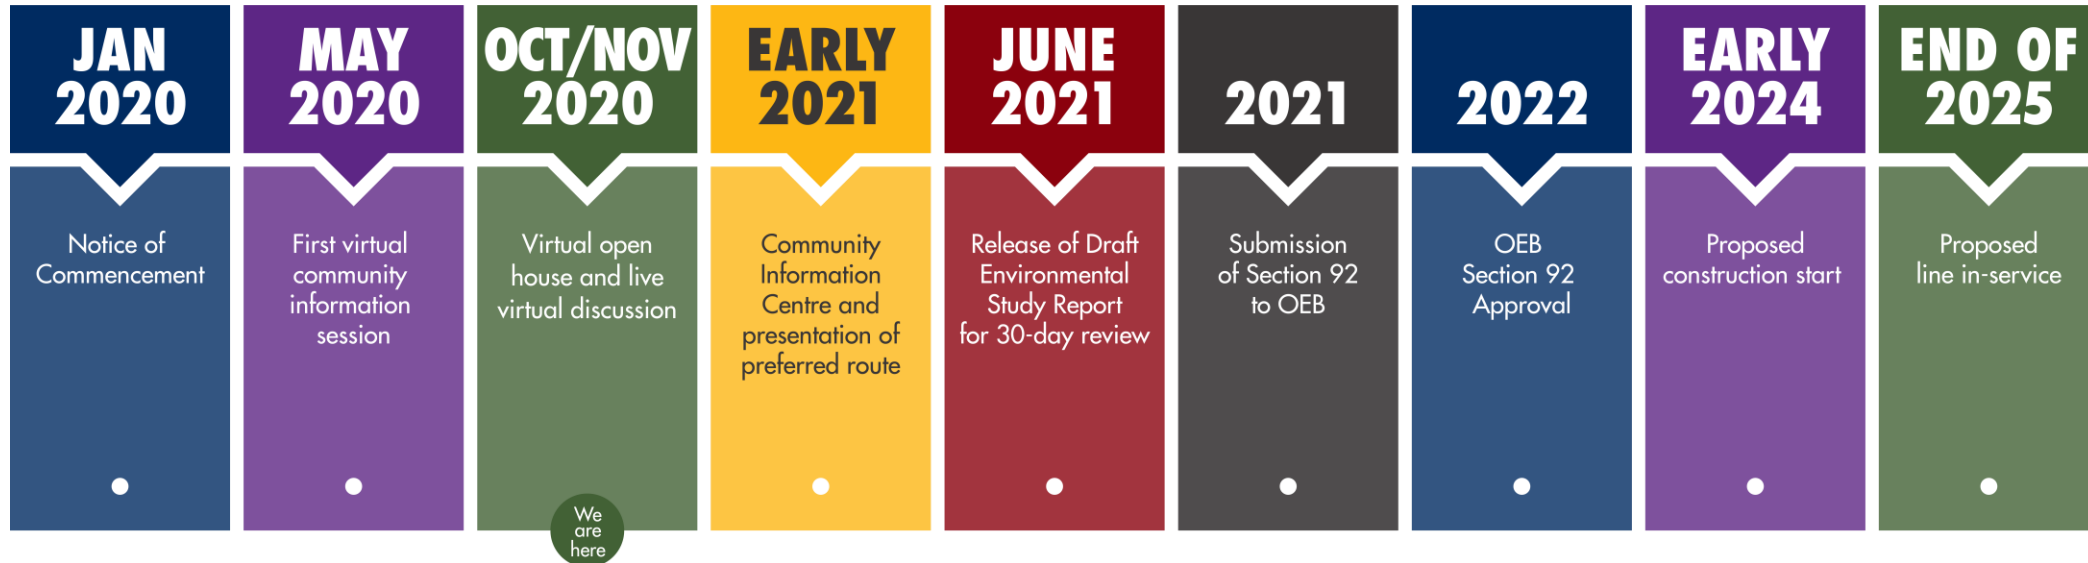 JAN
2020
Notice of
Commencement
MAY
2020
First virtual
community
information
session
OCT/NOV
2020
Virtual open
house and live
virtual discussion
We
are
here
EARLY
2021
Community
Information
Centre and
presentation of
preferred route
JUNE
2021
Release of Draft
Environmental
Study Report
for 30-day review
2021
Submission
of Section 92
to OEB
2022
OEB
Section 92
Approval
EARLY
2024
Proposed
construction start
END OF
2025
Proposed
line in-service